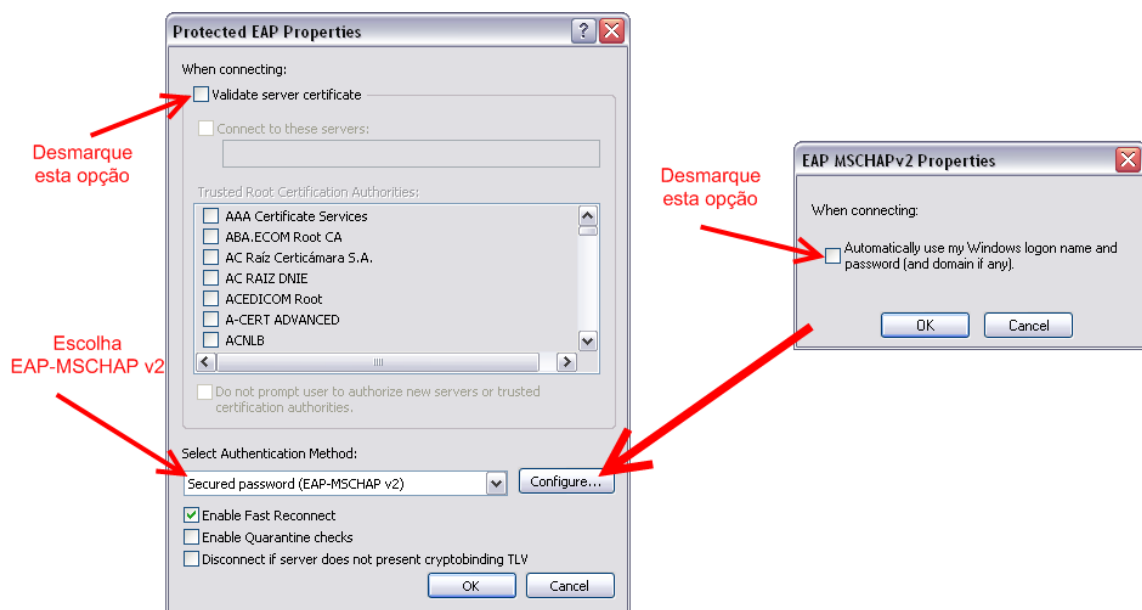 Protected EAP Properties
When connecting:
Validate server certificate
Connect to these servers:
Trusted Root Certification Authorities:
AAA Certificate Services
ABA.ECOM Root CA
AC Raíz Certicámara S.A.
AC RAIZ DNIE
ACEDICOM Root
A-CERT ADVANCED
ACNLB
Do not prompt user to authorize new servers or trusted
certification authorities.
Select Authentication Method:
Secured password (EAP-MSCHAP v2)
Configure...
Enable Fast Reconnect
Enable Quarantine checks
Disconnect if server does not present cryptobinding TLV
OK
Cancel
Desmarque
esta opção
Escolha
EAP-MSCHAP v2
Desmarque
esta opção
EAP MSCHAPv2 Properties
When connecting:
Automatically use my Windows logon name and
password (and domain if any).
OK
Cancel